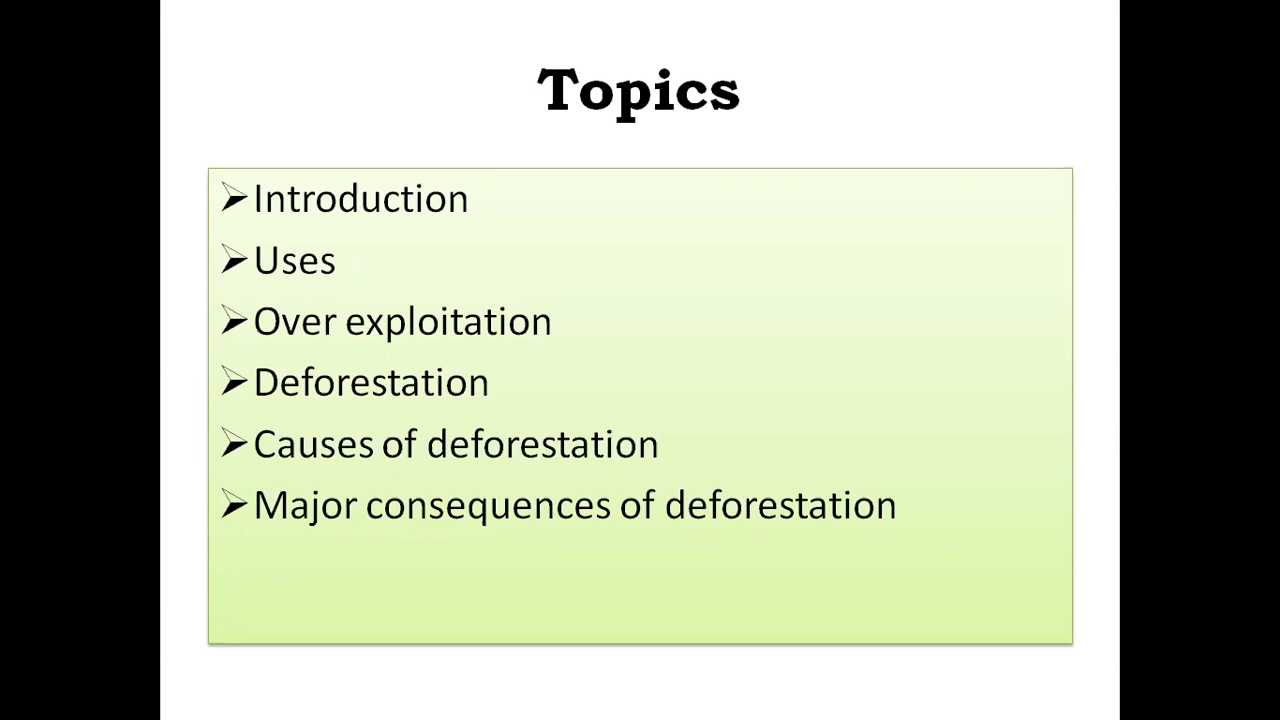 Topics
➢Introduction
➢Uses
➢Over exploitation
➢Deforestation
➢Causes of deforestation
➢Major consequences of deforestation